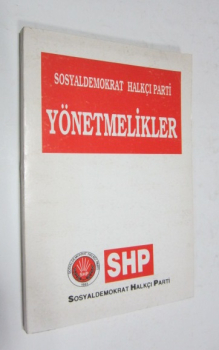 SOSYALDEMOKRAT HALKÇI PARTİ
YÖNETMELİKLER
SHP
SOSYALDEMOKRAT HALKÇI PARTİ